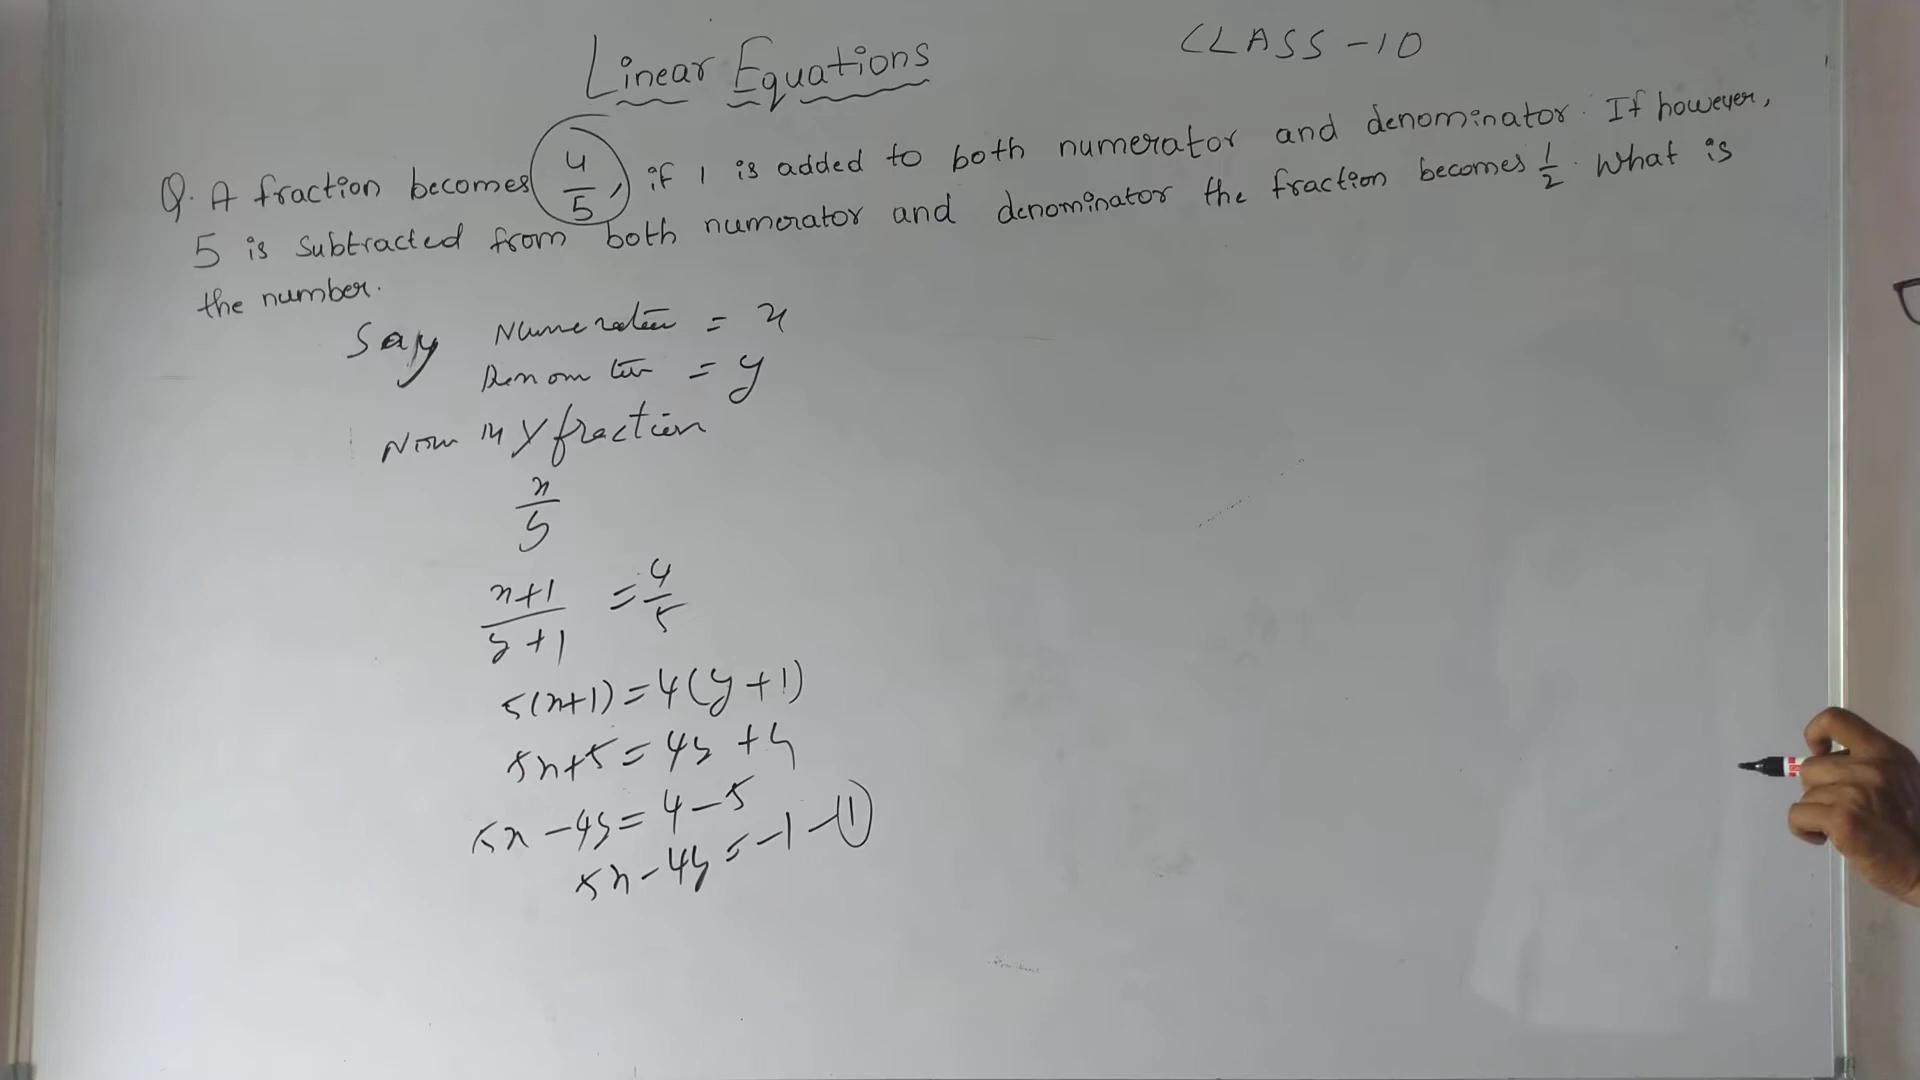 Linear Equations
CLASS-10
Q. A fraction becomes 4/5, if 1 is added to both numerator and denominator. If however,
5 is subtracted from both numerator and denominator the fraction becomes 1/2. What is
the number.
Say Numerator = x
Denomtor = y
Now my fraction
x/y
x+1/y+1 = 4/5
5(x+1) = 4(y+1)
5x+5 = 4y+4
5x-4y = 4-5
5x-4y = -1 - (1)